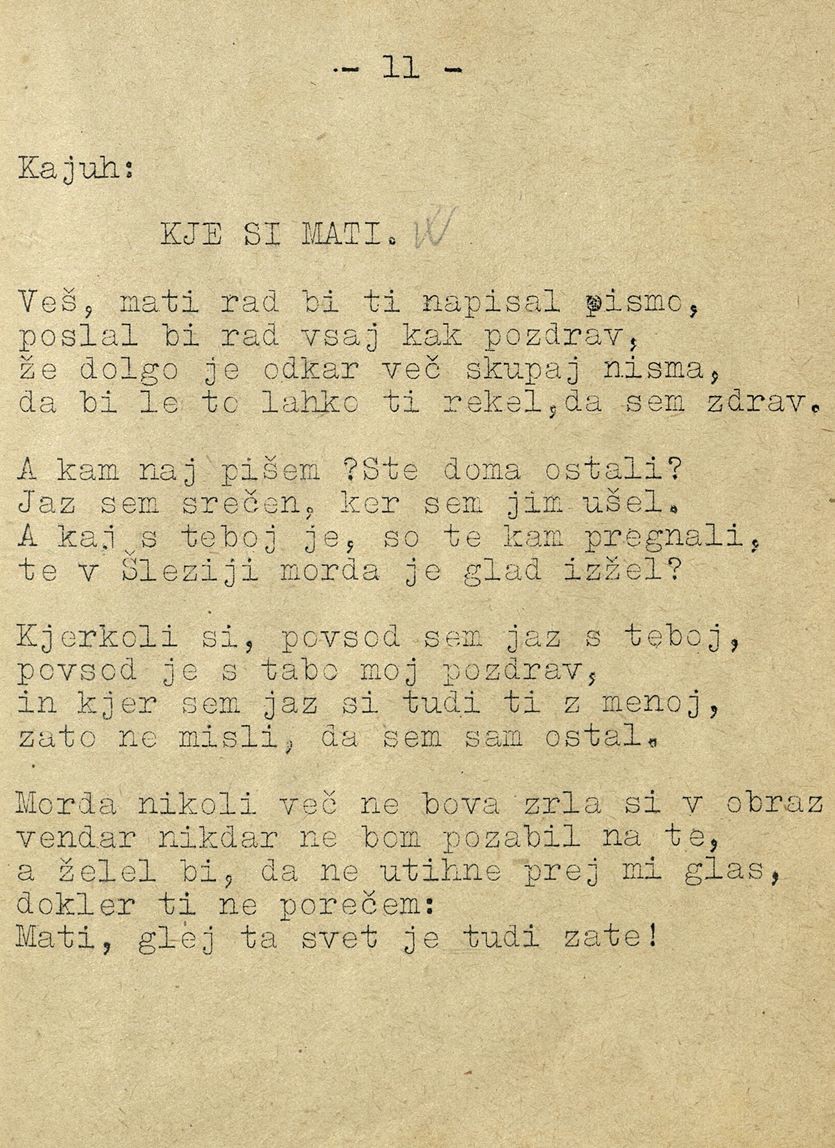 - 11 -
Kajuh:
KJE SI MATI.
Veš, mati rad bi ti napisal pismo,
poslal bi rad vsaj kak pozdrav,
že dolgo je odkar več skupaj nisma,
da bi le to lahko ti rekel,da sem zdrav.
A kam naj pišem ?Ste doma ostali?
Jaz sem srečen, ker sem jim ušel.
A kaj s teboj je, so te kam pregnali,
te v Šleziji morda je glad izžel?
Kjerkoli si, povsod sem jaz s teboj,
povsod je s tabo moj pozdrav,
in kjer sem jaz si tudi ti z menoj,
zato ne misli, da sem sam ostal.
Morda nikoli več ne bova zrla si v obraz
vendar nikdar ne bom pozabil na te,
a želel bi, da ne utihne prej mi glas,
dokler ti ne porečem:
Mati, glej ta svet je tudi zate!